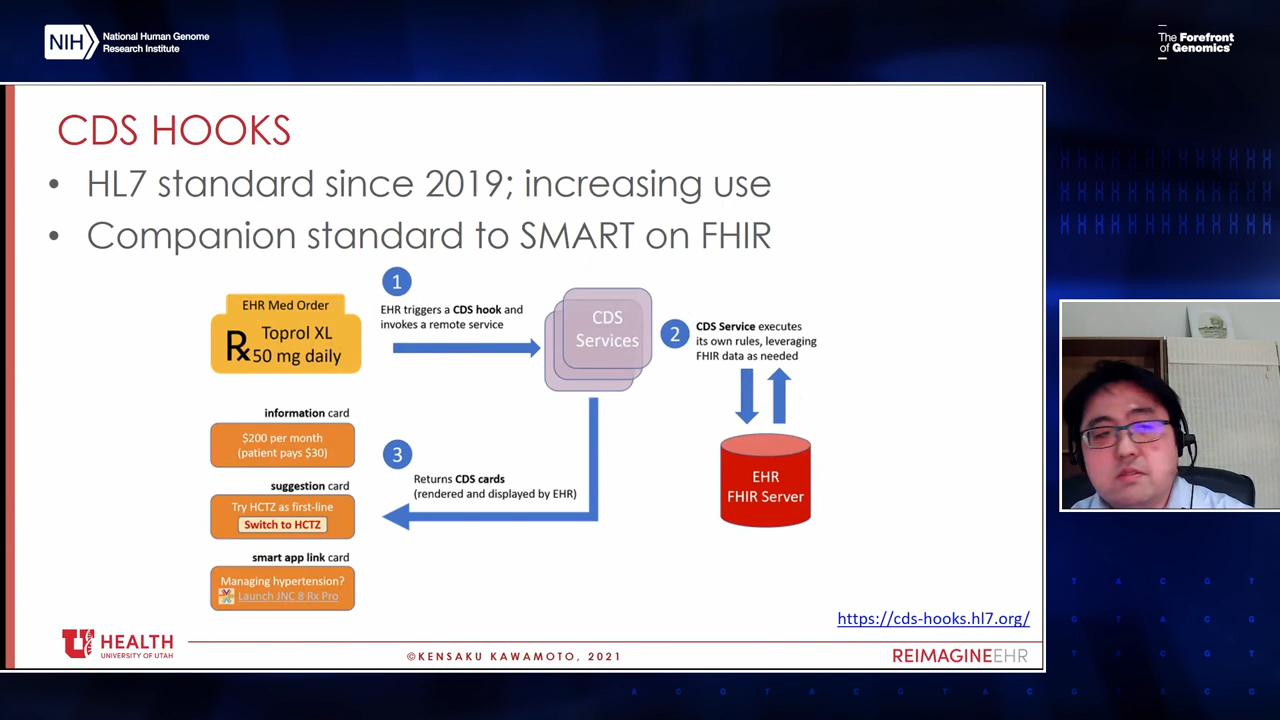 NIH
National Human Genome
Research Institute
The Forefront
of Genomics®
CDS HOOKS
• HL7 standard since 2019; increasing use
• Companion standard to SMART on FHIR
1
EHR Med Order
Rx
Toprol XL
50 mg daily
EHR triggers a CDS hook and
invokes a remote service
CDS
Services
2
CDS Service executes
its own rules, leveraging
FHIR data as needed
information card
$200 per month
(patient pays $30)
3
Returns CDS cards
(rendered and displayed by EHR)
EHR
FHIR Server
suggestion card
Try HCTZ as first-line
Switch to HCTZ
smart app link card
Managing hypertension?
Launch JNC 8 Rx Pro
https://cds-hooks.hl7.org/
U HEALTH
UNIVERSITY OF UTAH
©KENSAKU KAWAMOTO, 2021
REIMAGINEEHR
T A C G T
G T A C
A C G T A C G T A C G T A C